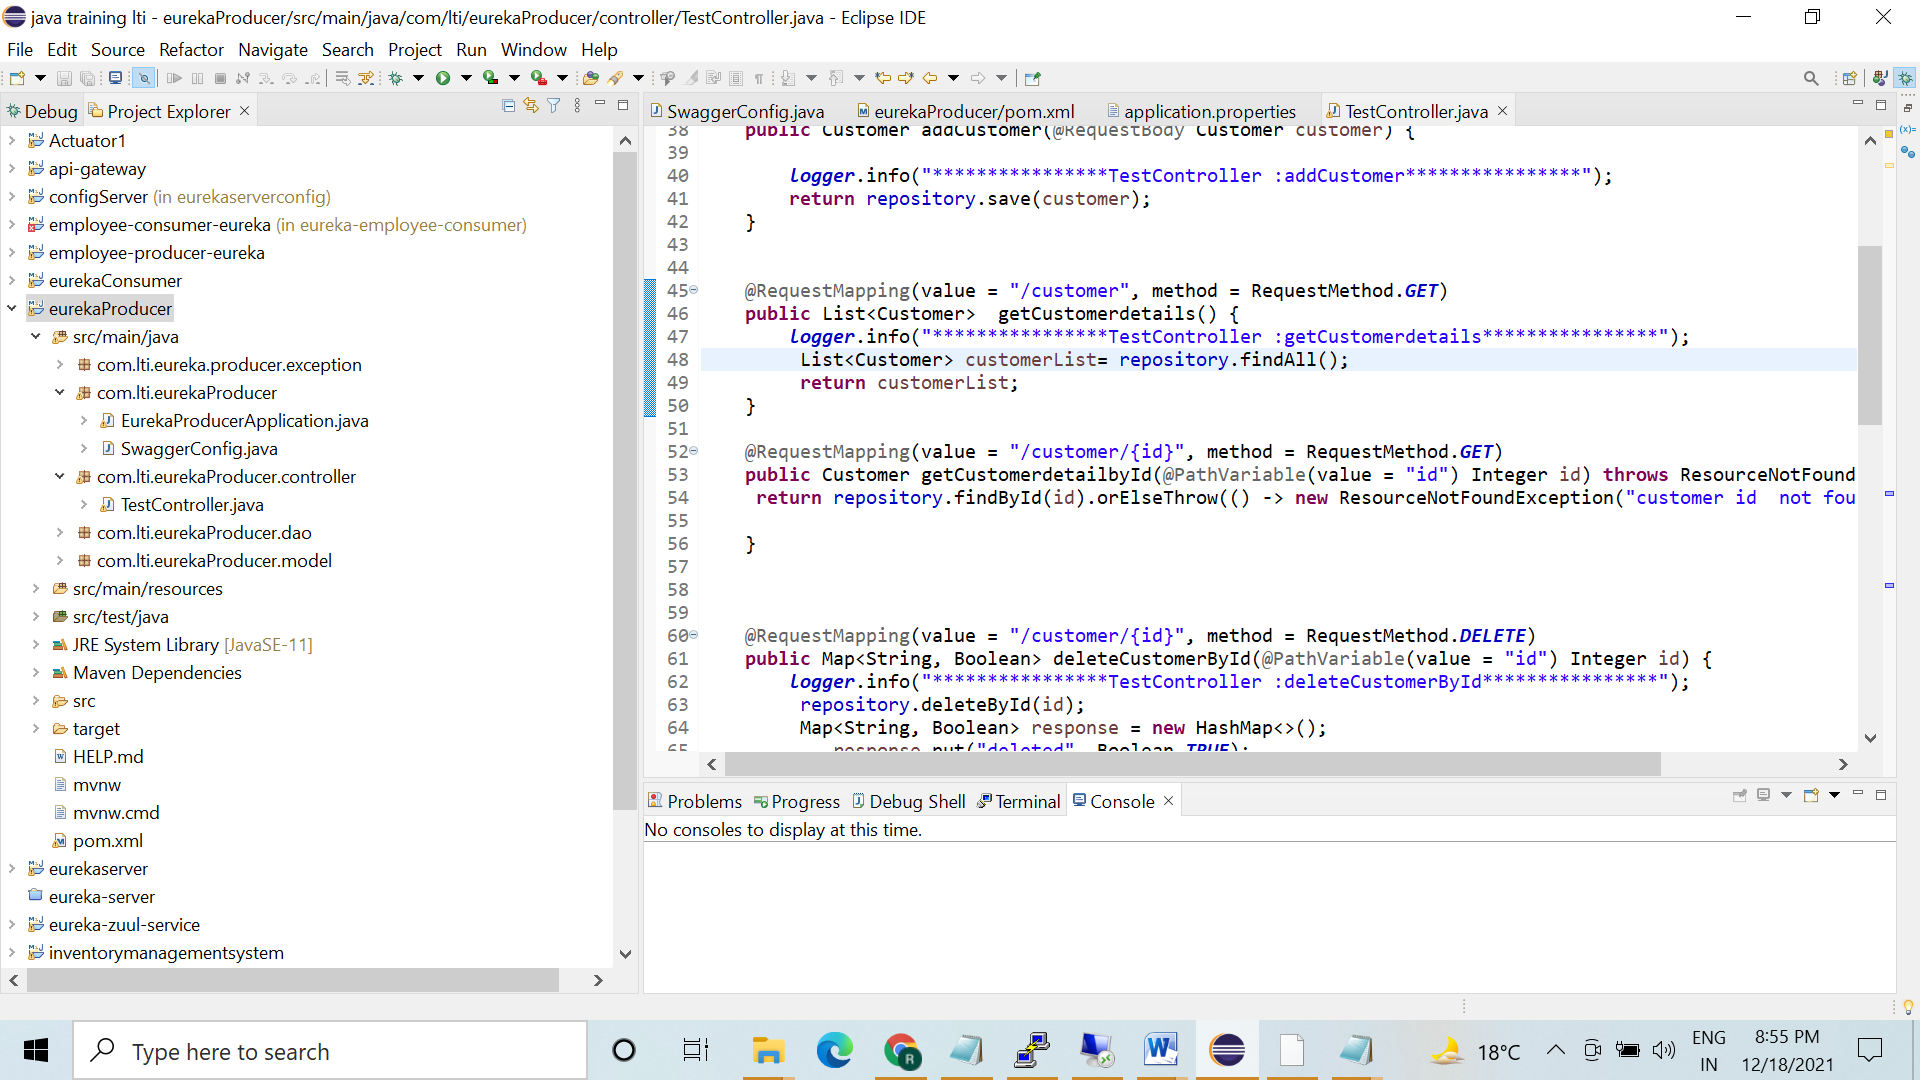 java training lti - eurekaProducer/src/main/java/com/lti/eurekaProducer/controller/TestController.java - Eclipse IDE
File Edit Source Refactor Navigate Search Project Run Window Help
Debug Project Explorer
Actuator1
api-gateway
configServer (in eurekaserverconfig)
employee-consumer-eureka (in eureka-employee-consumer)
employee-producer-eureka
eurekaConsumer
eurekaProducer
src/main/java
com.lti.eureka.producer.exception
com.lti.eurekaProducer
EurekaProducerApplication.java
SwaggerConfig.java
com.lti.eurekaProducer.controller
TestController.java
com.lti.eurekaProducer.dao
com.lti.eurekaProducer.model
src/main/resources
src/test/java
JRE System Library [JavaSE-11]
Maven Dependencies
src
target
HELP.md
mvnw
mvnw.cmd
pom.xml
eurekaserver
eureka-server
eureka-zuul-service
inventorymanagementsystem
SwaggerConfig.java eurekaProducer/pom.xml application.properties TestController.java
38 public Customer addCustomer(@RequestBody Customer customer) {
39
40 logger.info("****************TestController :addCustomer****************");
41 return repository.save(customer);
42 }
43
44
45 @RequestMapping(value = "/customer", method = RequestMethod.GET)
46 public List<Customer>  getCustomerdetails() {
47 logger.info("****************TestController :getCustomerdetails****************");
48 List<Customer> customerList= repository.findAll();
49 return customerList;
50 }
51
52 @RequestMapping(value = "/customer/{id}", method = RequestMethod.GET)
53 public Customer getCustomerdetailbyId(@PathVariable(value = "id") Integer id) throws ResourceNotFound
54 return repository.findById(id).orElseThrow(() -> new ResourceNotFoundException("customer id  not fou
55
56 }
57
58
59
60 @RequestMapping(value = "/customer/{id}", method = RequestMethod.DELETE)
61 public Map<String, Boolean> deleteCustomerById(@PathVariable(value = "id") Integer id) {
62 logger.info("****************TestController :deleteCustomerById****************");
63 repository.deleteById(id);
64 Map<String, Boolean> response = new HashMap<>();
65 response.put("deleted", Boolean.TRUE);
Problems Progress Debug Shell Terminal Console
No consoles to display at this time.
Type here to search
18°C
ENG
IN
8:55 PM
12/18/2021